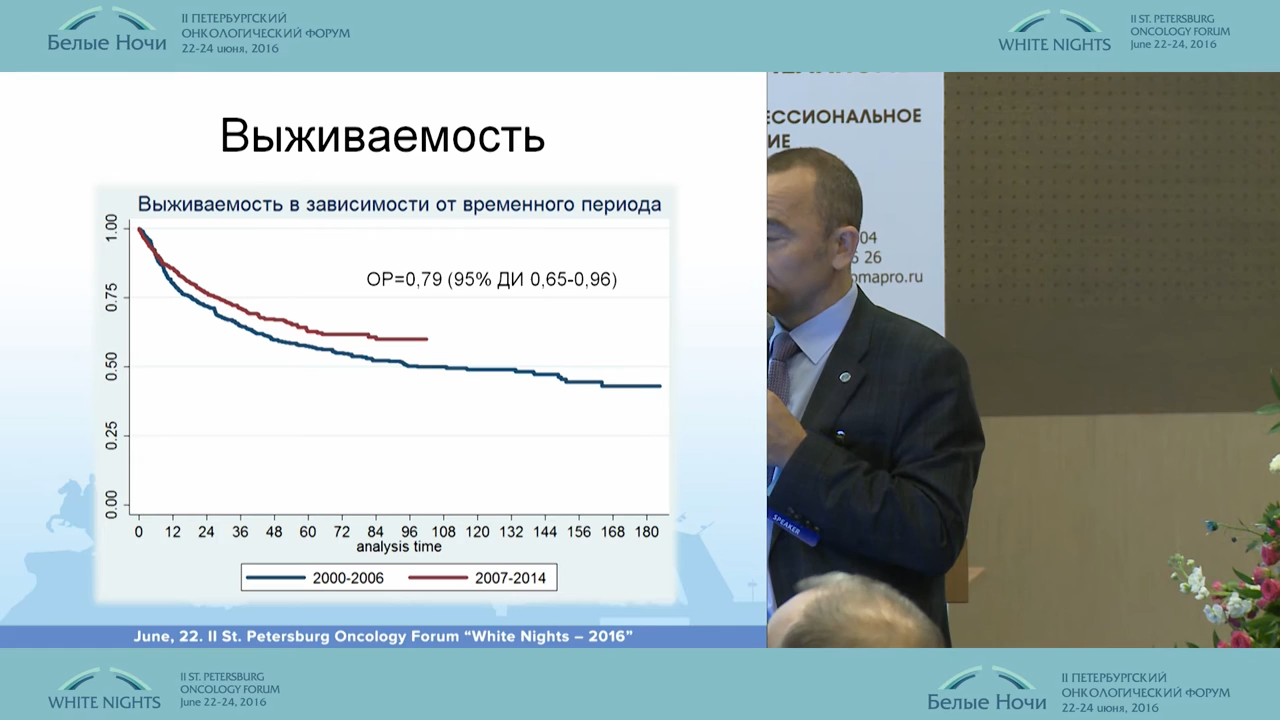 II ПЕТЕРБУРГСКИЙ
ОНКОЛОГИЧЕСКИЙ ФОРУМ
22-24 июня, 2016
Белые Ночи
II ST. PETERSBURG
ONCOLOGY FORUM
June 22-24, 2016
WHITE NIGHTS
Выживаемость
Выживаемость в зависимости от временного периода
ОР=0,79 (95% ДИ 0,65-0,96)
1.00
0.75
0.50
0.25
0.00
0 12 24 36 48 60 72 84 96 108 120 132 144 156 168 180
analysis time
2000-2006 2007-2014
June, 22. II St. Petersburg Oncology Forum “White Nights – 2016”
ЕССИОНАЛЬНОЕ
ИЕ
04
26
omapro.ru
SPEAKER
II ST. PETERSBURG
ONCOLOGY FORUM
June 22-24, 2016
WHITE NIGHTS
II ПЕТЕРБУРГСКИЙ
ОНКОЛОГИЧЕСКИЙ ФОРУМ
22-24 июня, 2016
Белые Ночи